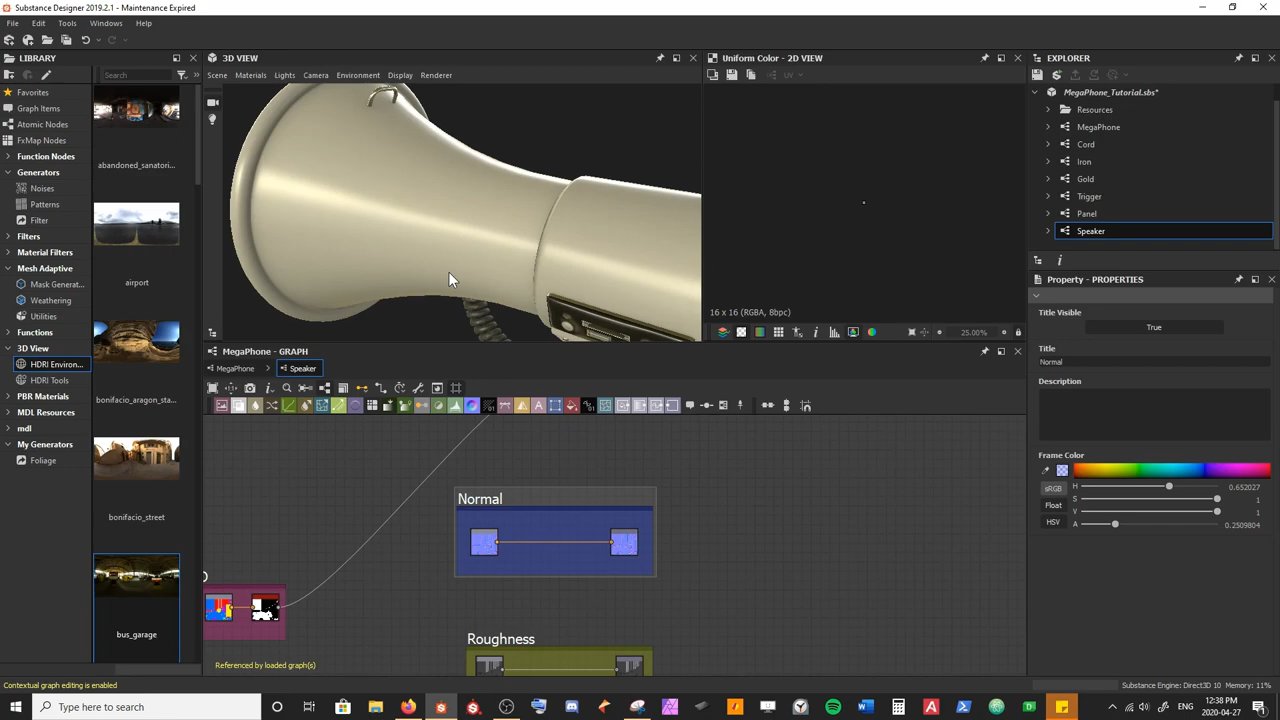 Substance Designer 2019.2.1 - Maintenance Expired
File Edit Tools Windows Help
LIBRARY
Search
Favorites
Graph Items
Atomic Nodes
FxMap Nodes
Function Nodes
Generators
Noises
Patterns
Filter
Filters
Material Filters
Mesh Adaptive
Mask Generat...
Weathering
Utilities
Functions
3D View
HDRI Environ...
HDRI Tools
PBR Materials
MDL Resources
mdl
My Generators
Foliage
abandoned_sanatori...
airport
bonifacio_aragon_sta...
bonifacio_street
bus_garage
3D VIEW
Scene Materials Lights Camera Environment Display Renderer
Uniform Color - 2D VIEW
UV
16 x 16 (RGBA, 8bpc)
25.00%
MegaPhone - GRAPH
MegaPhone > Speaker
Normal
Roughness
Referenced by loaded graph(s)
EXPLORER
MegaPhone_Tutorial.sbs*
Resources
MegaPhone
Cord
Iron
Gold
Trigger
Panel
Speaker
Property - PROPERTIES
Title Visible
True
Title
Normal
Description
Frame Color
sRGB
Float
HSV
H 0.652027
S 1
V 1
A 0.2509804
Contextual graph editing is enabled
Substance Engine: Direct3D 10 Memory: 11%
Type here to search
ENG
12:38 PM
2020-04-27